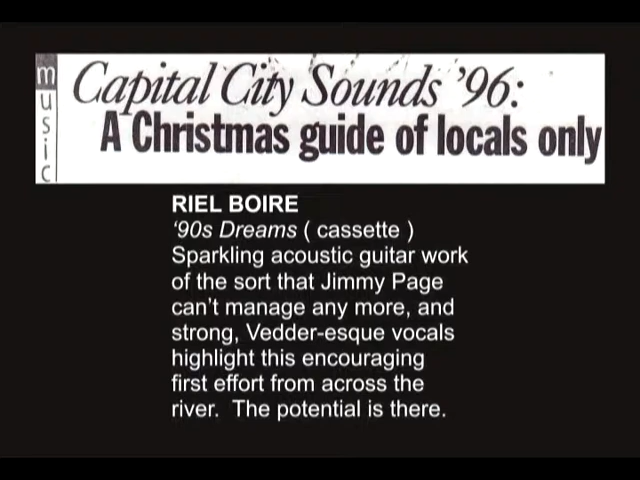 music
Capital City Sounds '96:
A Christmas guide of locals only
RIEL BOIRE
'90s Dreams ( cassette )
Sparkling acoustic guitar work
of the sort that Jimmy Page
can't manage any more, and
strong, Vedder-esque vocals
highlight this encouraging
first effort from across the
river.  The potential is there.